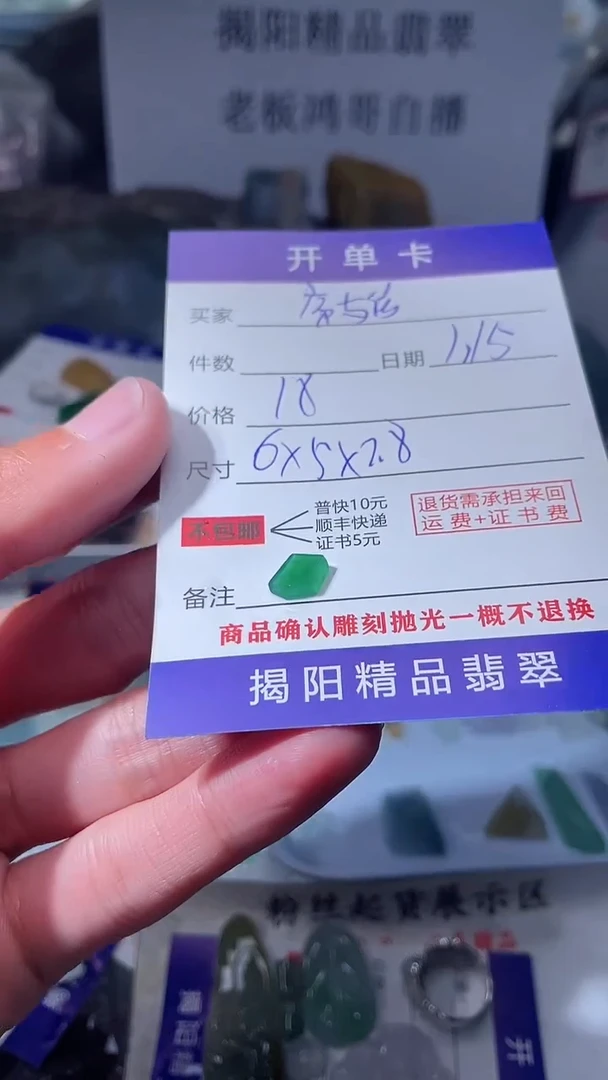 揭阳精品翡翠
老板鸿哥自播
开单卡
买家
件数 日期 1.15
价格 18
尺寸 6×5×2.8
不包邮
普快10元
顺丰快递
证书5元
退货需承担来回
运费+证书费
备注
商品确认雕刻抛光一概不退换
揭阳精品翡翠
粉丝起货展示区
开